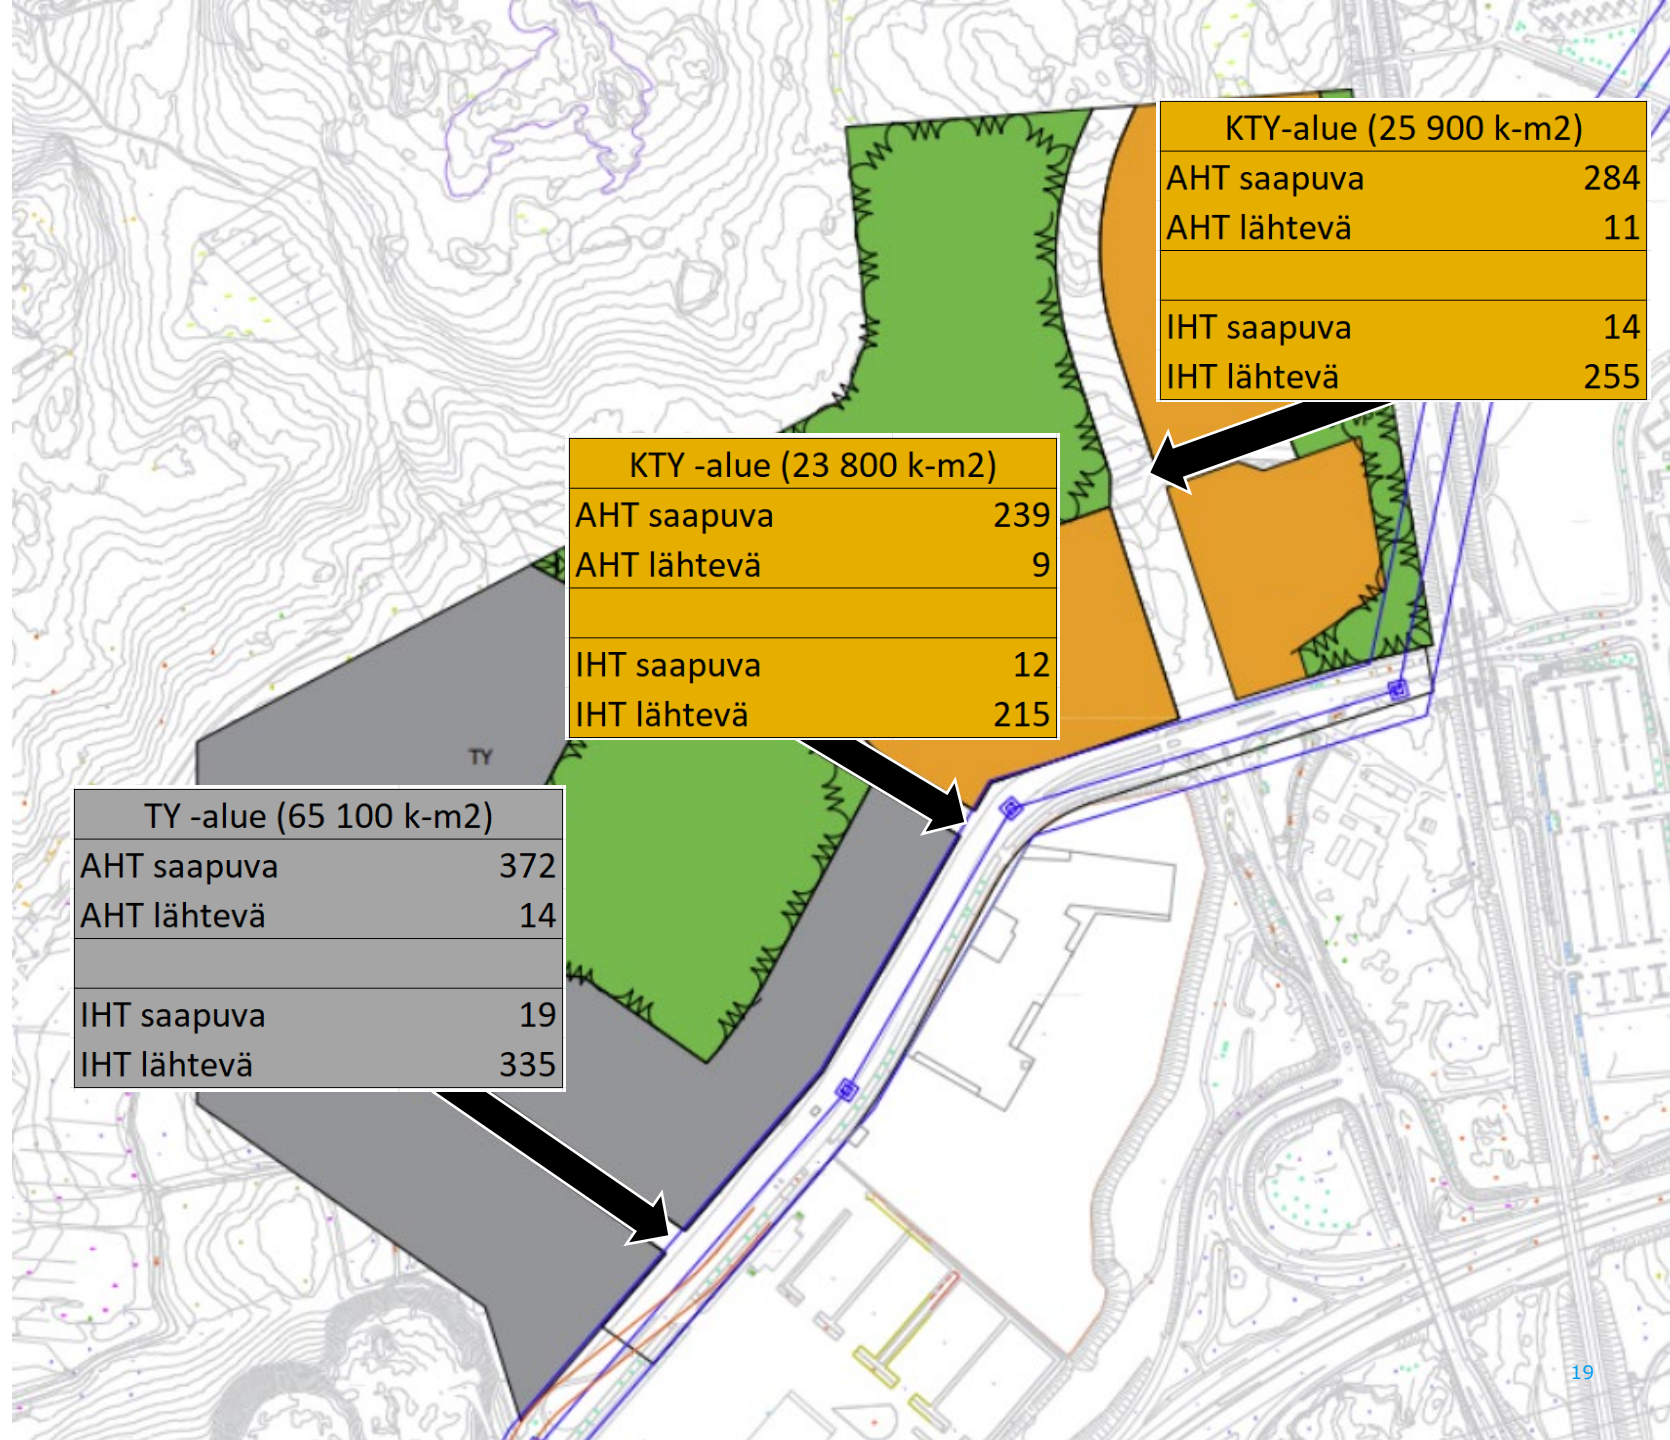 KTY-alue (25 900 k-m2)
AHT saapuva 284
AHT lähtevä 11
IHT saapuva 14
IHT lähtevä 255
KTY -alue (23 800 k-m2)
AHT saapuva 239
AHT lähtevä 9
IHT saapuva 12
IHT lähtevä 215
TY
TY -alue (65 100 k-m2)
AHT saapuva 372
AHT lähtevä 14
IHT saapuva 19
IHT lähtevä 335
19